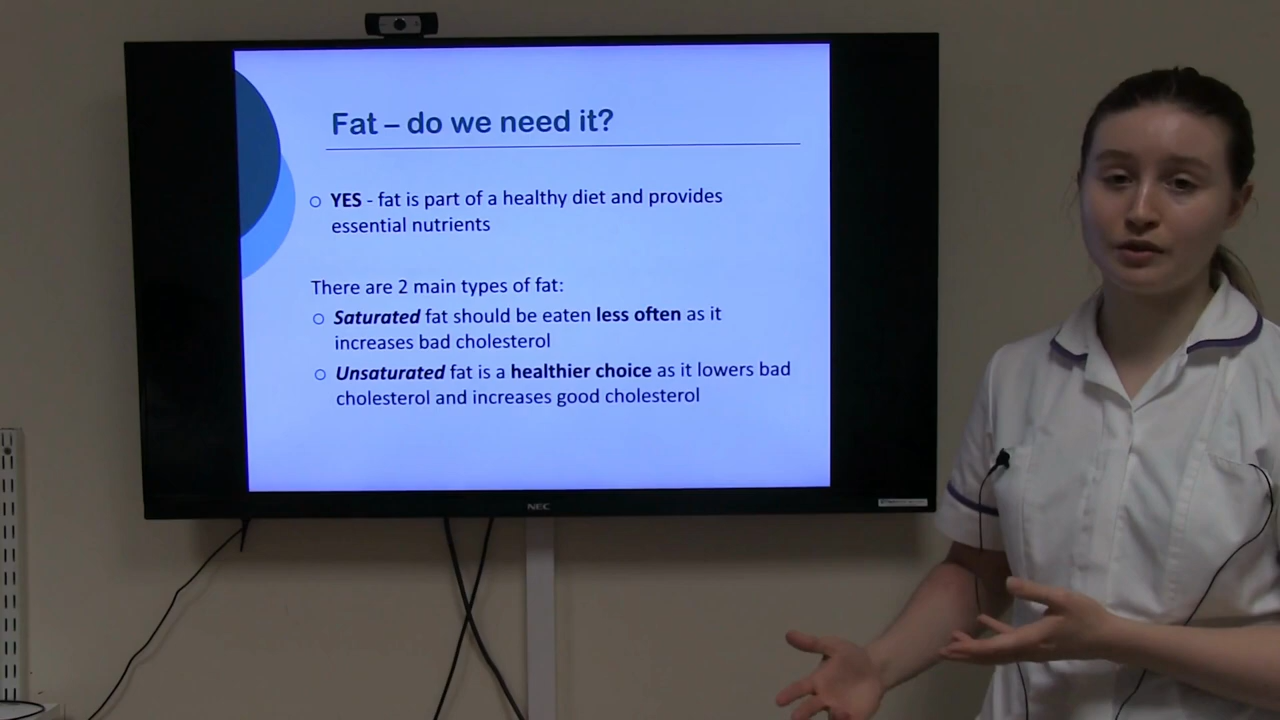 Fat – do we need it?
YES - fat is part of a healthy diet and provides
essential nutrients
There are 2 main types of fat:
Saturated fat should be eaten less often as it
increases bad cholesterol
Unsaturated fat is a healthier choice as it lowers bad
cholesterol and increases good cholesterol
NEC